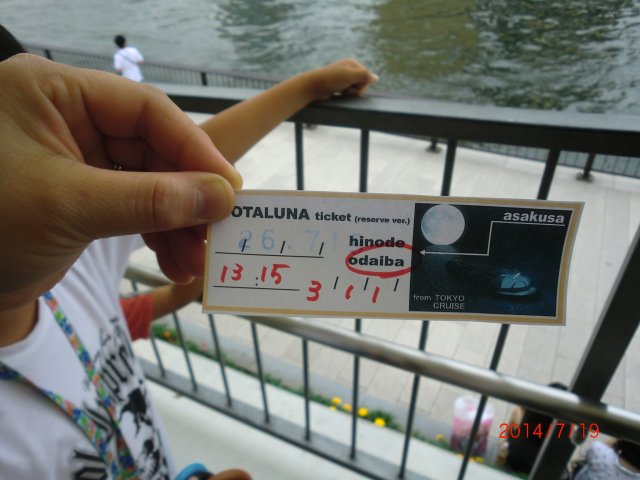 OTALUNA ticket (reserve ver.)
26.7.19
hinode
odaiba
13:15
3 / 1 / 1 /
asakusa
from TOKYO
CRUISE
2014/7/19